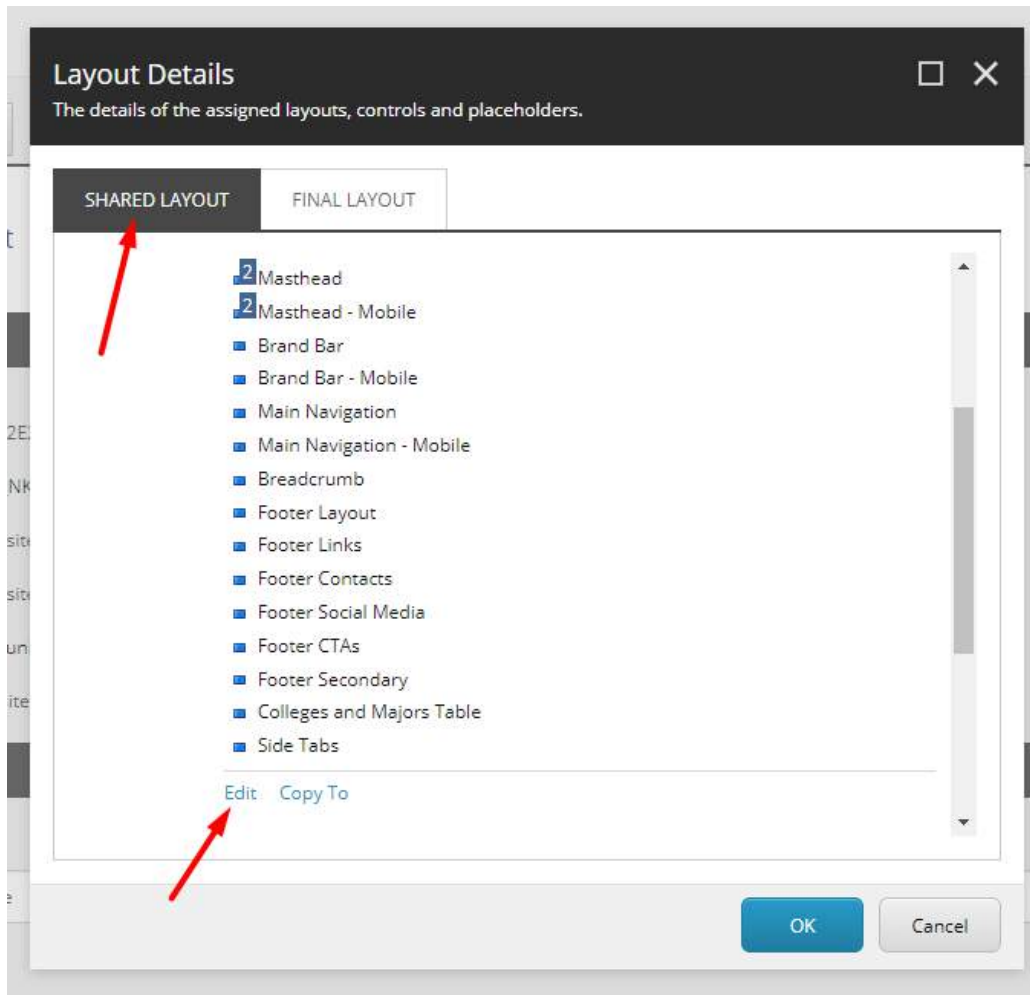 Layout Details
The details of the assigned layouts, controls and placeholders.
SHARED LAYOUT
FINAL LAYOUT
2 Masthead
2 Masthead - Mobile
Brand Bar
Brand Bar - Mobile
Main Navigation
Main Navigation - Mobile
Breadcrumb
Footer Layout
Footer Links
Footer Contacts
Footer Social Media
Footer CTAs
Footer Secondary
Colleges and Majors Table
Side Tabs
Edit Copy To
OK
Cancel